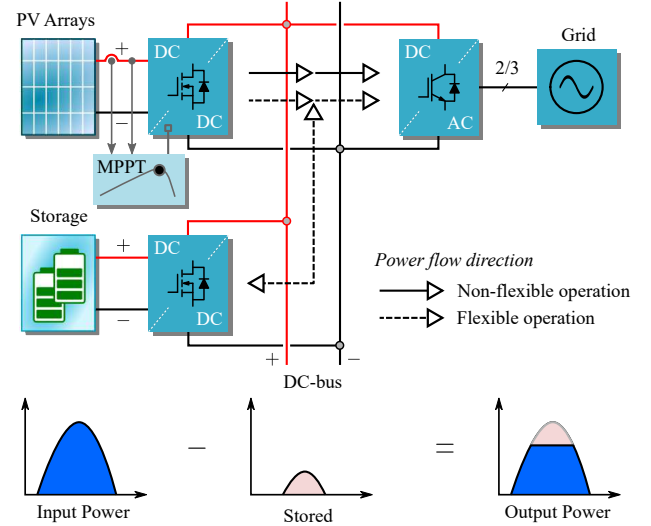 PV Arrays
+
−
DC
DC
MPPT
DC
AC
2/3
Grid
Storage
+
−
DC
DC
Power flow direction
Non-flexible operation
Flexible operation
+
−
DC-bus
−
=
Input Power
Stored
Output Power